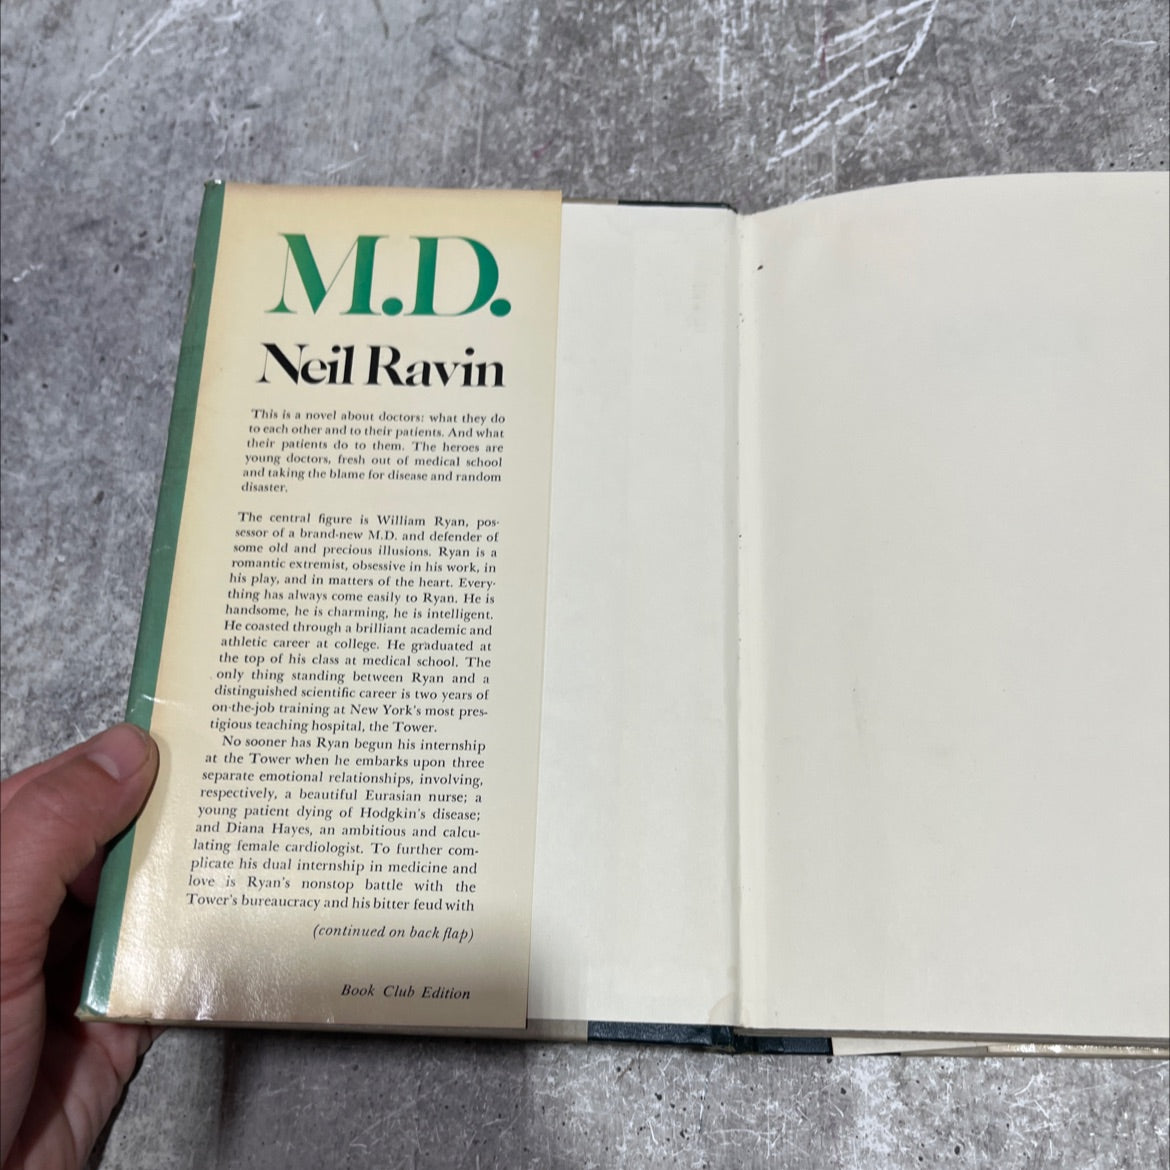 M.D.
Neil Ravin
This is a novel about doctors: what they do
to each other and to their patients. And what
their patients do to them. The heroes are
young doctors, fresh out of medical school
and taking the blame for disease and random
disaster.
The central figure is William Ryan, pos-
sessor of a brand-new M.D. and defender of
some old and precious illusions. Ryan is a
romantic extremist, obsessive in his work, in
his play, and in matters of the heart. Every-
thing has always come easily to Ryan. He is
handsome, he is charming, he is intelligent.
He coasted through a brilliant academic and
athletic career at college. He graduated at
the top of his class at medical school. The
only thing standing between Ryan and a
distinguished scientific career is two years of
on-the-job training at New York's most pres-
tigious teaching hospital, the Tower.
No sooner has Ryan begun his internship
at the Tower when he embarks upon three
separate emotional relationships, involving,
respectively, a beautiful Eurasian nurse; a
young patient dying of Hodgkin's disease;
and Diana Hayes, an ambitious and calcu-
lating female cardiologist. To further com-
plicate his dual internship in medicine and
love is Ryan's nonstop battle with the
Tower's bureaucracy and his bitter feud with
(continued on back flap)
Book Club Edition